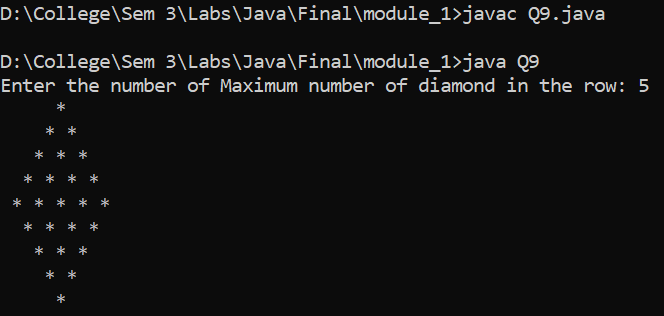 D:\College\Sem 3\Labs\Java\Final\module_1>javac Q9.java
D:\College\Sem 3\Labs\Java\Final\module_1>java Q9
Enter the number of Maximum number of diamond in the row: 5
     *
    * *
   * * *
  * * * *
 * * * * *
  * * * *
   * * *
    * *
     *